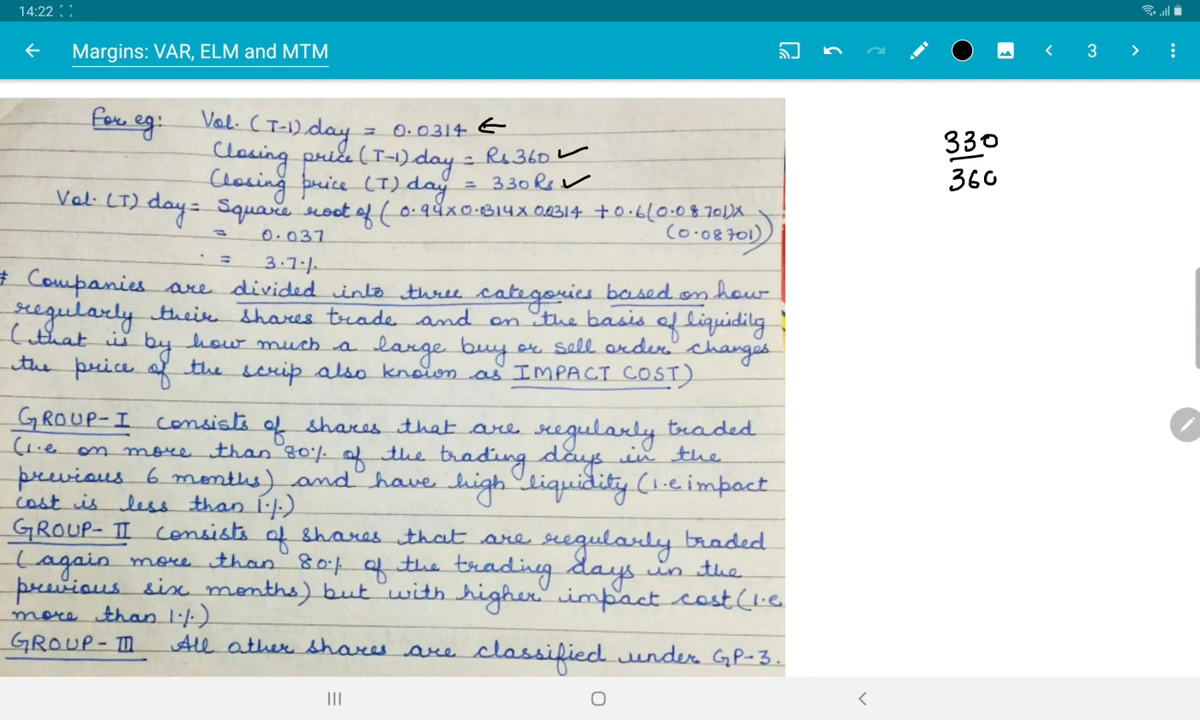 14:22
Margins: VAR, ELM and MTM
3
For eg: Vol. (T-1) day = 0.0314 ←
Closing price (T-1) day = Rs 360 ✓
Closing price (T) day = 330 Rs ✓
Vol. (T) day = Square root of ( 0.94 x 0.0314 x 0.0314 + 0.6 (0.08701) x
(0.08701) )
= 0.037
= 3.7%
# Companies are divided into three categories based on how
regularly their shares trade and on the basis of liquidity
( that is by how much a large buy or sell order changes
the price of the scrip also known as IMPACT COST)
GROUP-I consists of shares that are regularly traded
(i.e on more than 80% of the trading days in the
previous 6 months) and have high liquidity (i.e impact
cost is less than 1%)
GROUP-II consists of shares that are regularly traded
( again more than 80% of the trading days in the
previous six months) but with higher impact cost (i.e
more than 1%)
GROUP-III All other shares are classified under GP-3.
330
360